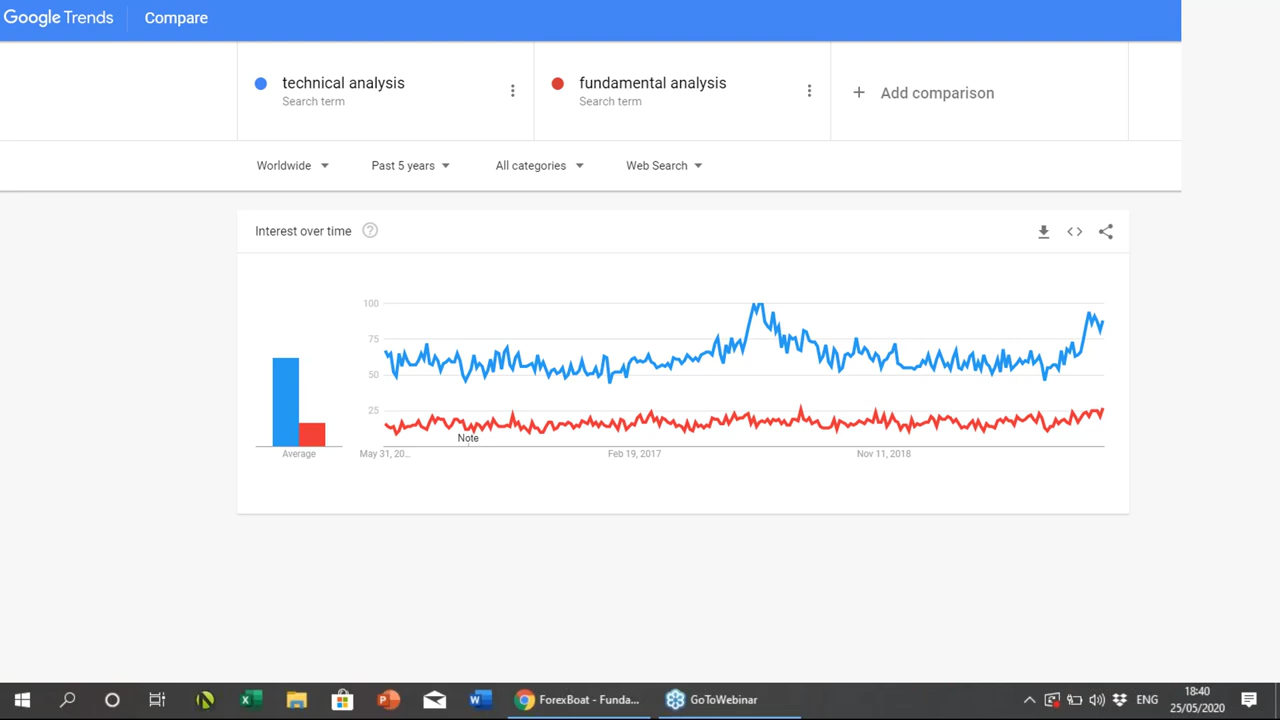 Google Trends Compare
technical analysis
Search term
fundamental analysis
Search term
+ Add comparison
Worldwide Past 5 years All categories Web Search
Interest over time ?
100
75
50
25
Note
Average
May 31, 20... Feb 19, 2017 Nov 11, 2018
ForexBoat - Funda... GoToWebinar ENG
18:40
25/05/2020